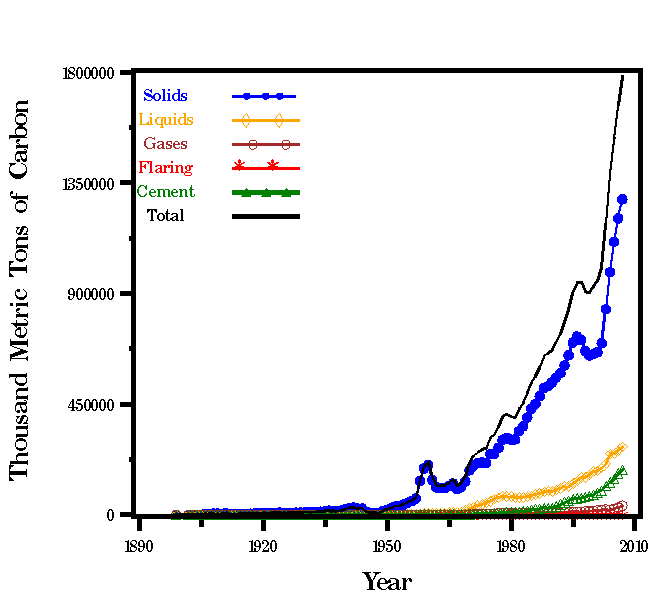 1800000
1350000
900000
450000
0
Thousand Metric Tons of Carbon
Solids
Liquids
Gases
Flaring
Cement
Total
1890 1920 1950 1980 2010
Year